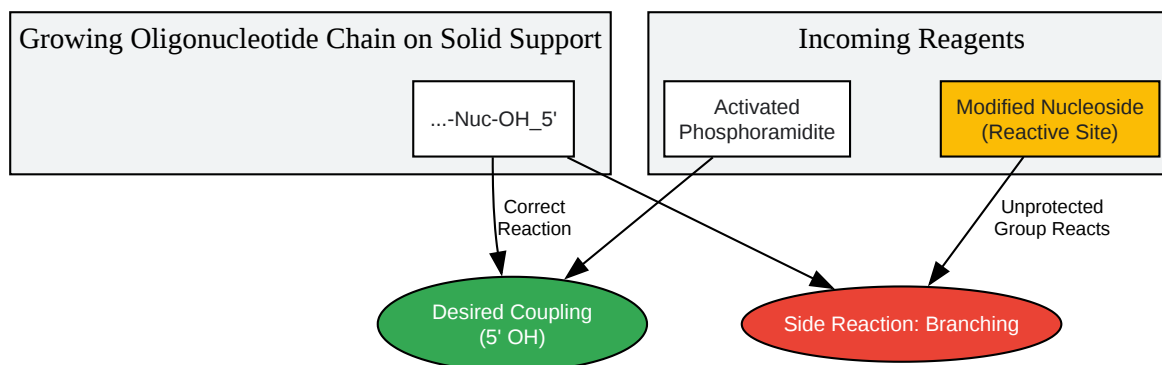 Growing Oligonucleotide Chain on Solid Support
Incoming Reagents
...-Nuc-OH_5'
Activated
Phosphoramidite
Modified Nucleoside
(Reactive Site)
Correct
Reaction
Unprotected
Group Reacts
Desired Coupling
(5' OH)
Side Reaction: Branching